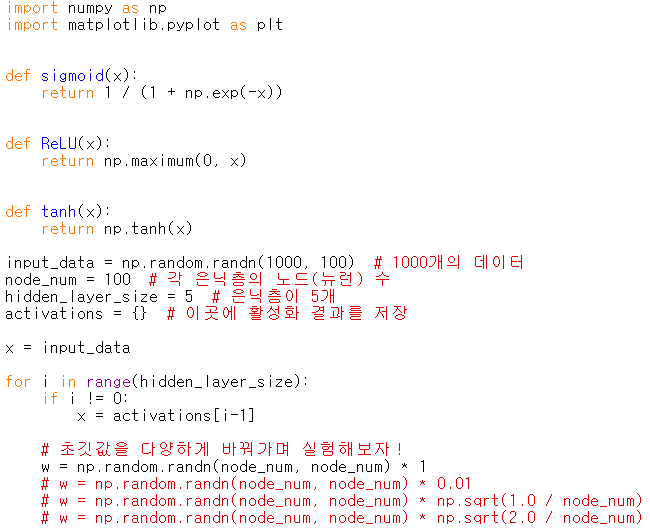 import numpy as np
import matplotlib.pyplot as plt
def sigmoid(x):
    return 1 / (1 + np.exp(-x))
def ReLU(x):
    return np.maximum(0, x)
def tanh(x):
    return np.tanh(x)
input_data = np.random.randn(1000, 100)  # 1000개의 데이터
node_num = 100  # 각 은닉층의 노드(뉴런) 수
hidden_layer_size = 5  # 은닉층이 5개
activations = {}  # 이곳에 활성화 결과를 저장
x = input_data
for i in range(hidden_layer_size):
    if i != 0:
        x = activations[i-1]
    # 초깃값을 다양하게 바꿔가며 실험해보자!
    w = np.random.randn(node_num, node_num) * 1
    # w = np.random.randn(node_num, node_num) * 0.01
    # w = np.random.randn(node_num, node_num) * np.sqrt(1.0 / node_num)
    # w = np.random.randn(node_num, node_num) * np.sqrt(2.0 / node_num)